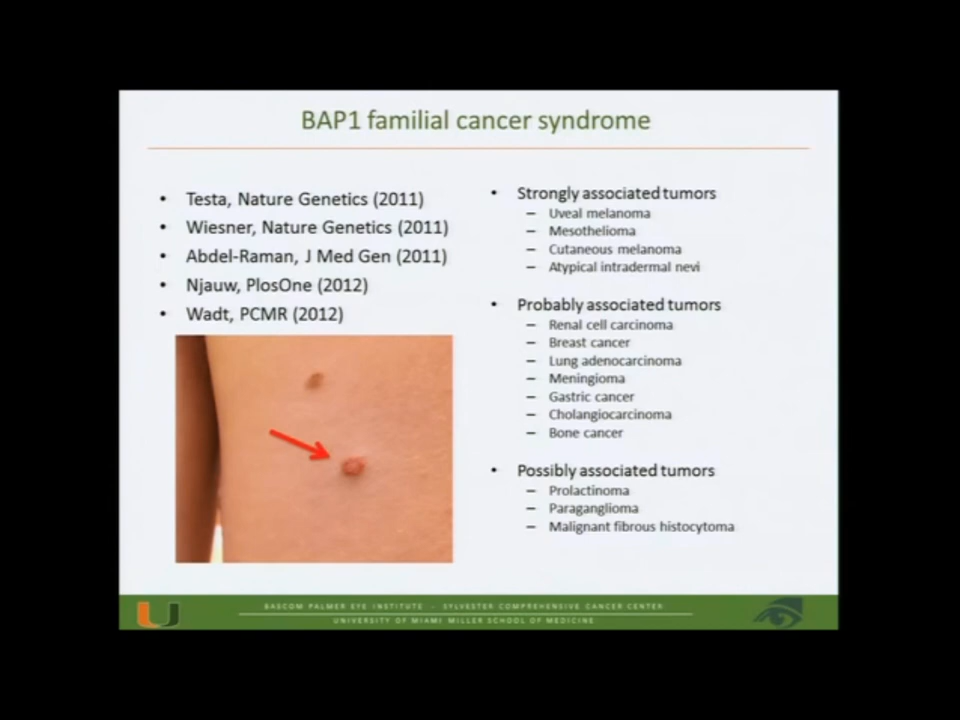 BAP1 familial cancer syndrome
• Testa, Nature Genetics (2011)
• Wiesner, Nature Genetics (2011)
• Abdel-Raman, J Med Gen (2011)
• Njauw, PlosOne (2012)
• Wadt, PCMR (2012)
• Strongly associated tumors
– Uveal melanoma
– Mesothelioma
– Cutaneous melanoma
– Atypical intradermal nevi
• Probably associated tumors
– Renal cell carcinoma
– Breast cancer
– Lung adenocarcinoma
– Meningioma
– Gastric cancer
– Cholangiocarcinoma
– Bone cancer
• Possibly associated tumors
– Prolactinoma
– Paraganglioma
– Malignant fibrous histocytoma
BASCOM PALMER EYE INSTITUTE - SYLVESTER COMPREHENSIVE CANCER CENTER
UNIVERSITY OF MIAMI MILLER SCHOOL OF MEDICINE